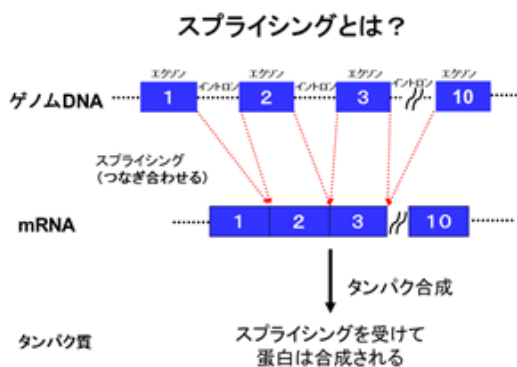 スプライシングとは？
エクソン エクソン エクソン エクソン
イントロン イントロン イントロン
ゲノムDNA 1 2 3 10
スプライシング
（つなぎ合わせる）
mRNA 1 2 3 10
タンパク合成
タンパク質
スプライシングを受けて
蛋白は合成される